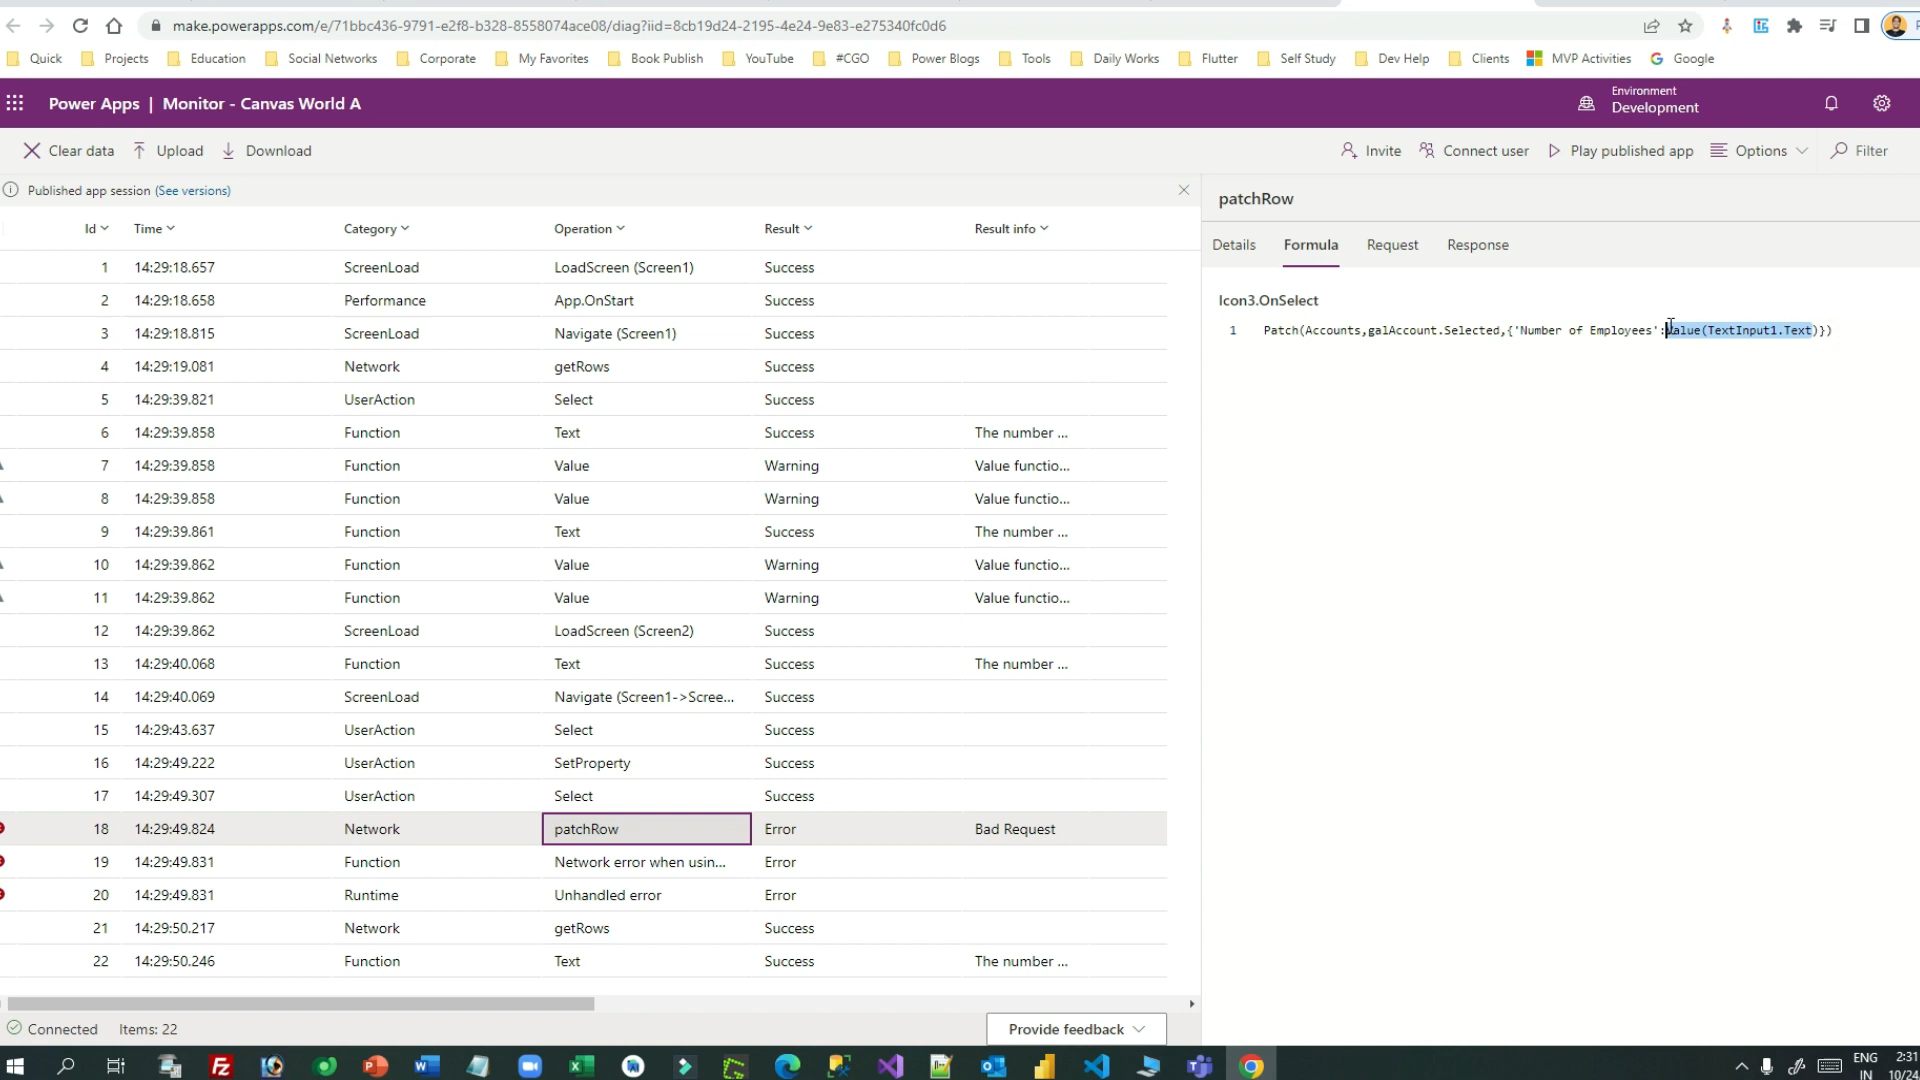 make.powerapps.com/e/71bbc436-9791-e2f8-b328-8558074ace08/diag?iid=8cb19d24-2195-4e24-9e83-e275340fc0d6
Quick Projects Education Social Networks Corporate My Favorites Book Publish YouTube #CGO Power Blogs Tools Daily Works Flutter Self Study Dev Help Clients MVP Activities Google
Power Apps | Monitor - Canvas World A
Environment
Development
Clear data Upload Download Invite Connect user Play published app Options Filter
Published app session (See versions)
patchRow
Id Time Category Operation Result Result info
Details Formula Request Response
1 14:29:18.657 ScreenLoad LoadScreen (Screen1) Success
2 14:29:18.658 Performance App.OnStart Success
Icon3.OnSelect
1 Patch(Accounts,galAccount.Selected,{'Number of Employees':Value(TextInput1.Text)})
3 14:29:18.815 ScreenLoad Navigate (Screen1) Success
4 14:29:19.081 Network getRows Success
5 14:29:39.821 UserAction Select Success
6 14:29:39.858 Function Text Success The number ...
7 14:29:39.858 Function Value Warning Value functio...
8 14:29:39.858 Function Value Warning Value functio...
9 14:29:39.861 Function Text Success The number ...
10 14:29:39.862 Function Value Warning Value functio...
11 14:29:39.862 Function Value Warning Value functio...
12 14:29:39.862 ScreenLoad LoadScreen (Screen2) Success
13 14:29:40.068 Function Text Success The number ...
14 14:29:40.069 ScreenLoad Navigate (Screen1->Scree... Success
15 14:29:43.637 UserAction Select Success
16 14:29:49.222 UserAction SetProperty Success
17 14:29:49.307 UserAction Select Success
18 14:29:49.824 Network patchRow Error Bad Request
19 14:29:49.831 Function Network error when usin... Error
20 14:29:49.831 Runtime Unhandled error Error
21 14:29:50.217 Network getRows Success
22 14:29:50.246 Function Text Success The number ...
Connected Items: 22 Provide feedback
ENG 2:31
IN 10/24